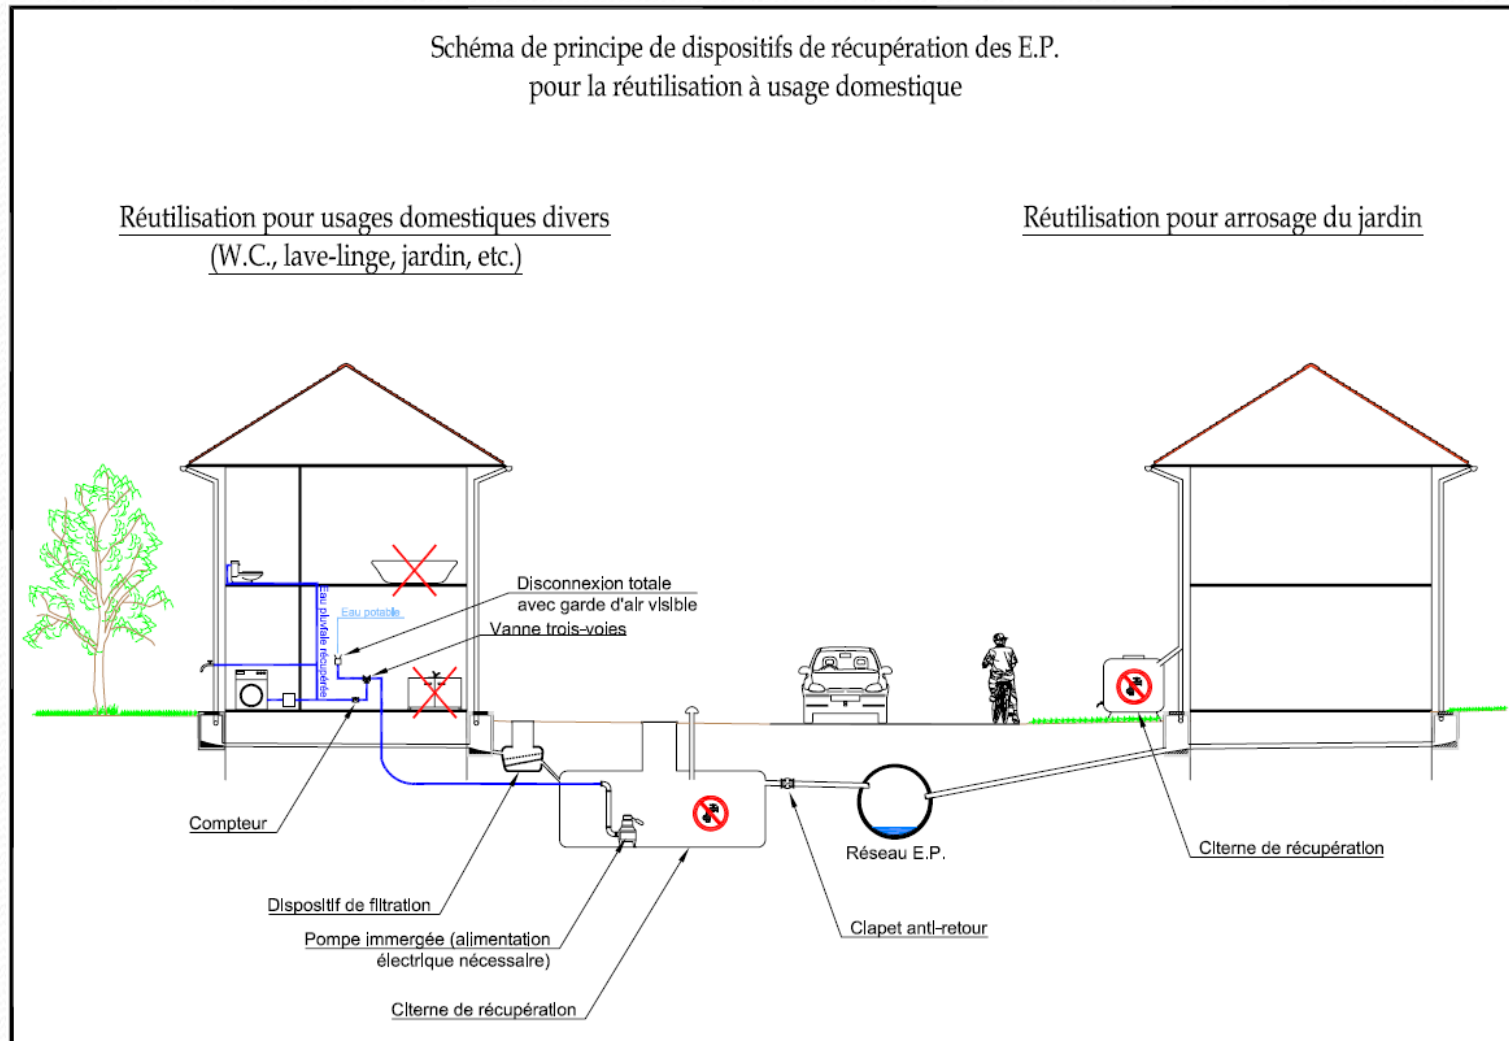 Schéma de principe de dispositifs de récupération des E.P.
pour la réutilisation à usage domestique
Réutilisation pour usages domestiques divers
(W.C., lave-linge, jardin, etc.)
Réutilisation pour arrosage du jardin
Disconnexion totale
avec garde d'air visible
Eau potable
Vanne trois-voies
Eau pluviale récupérée
Compteur
Réseau E.P.
Citerne de récupération
Dispositif de filtration
Clapet anti-retour
Pompe immergée (alimentation
électrique nécessaire)
Citerne de récupération